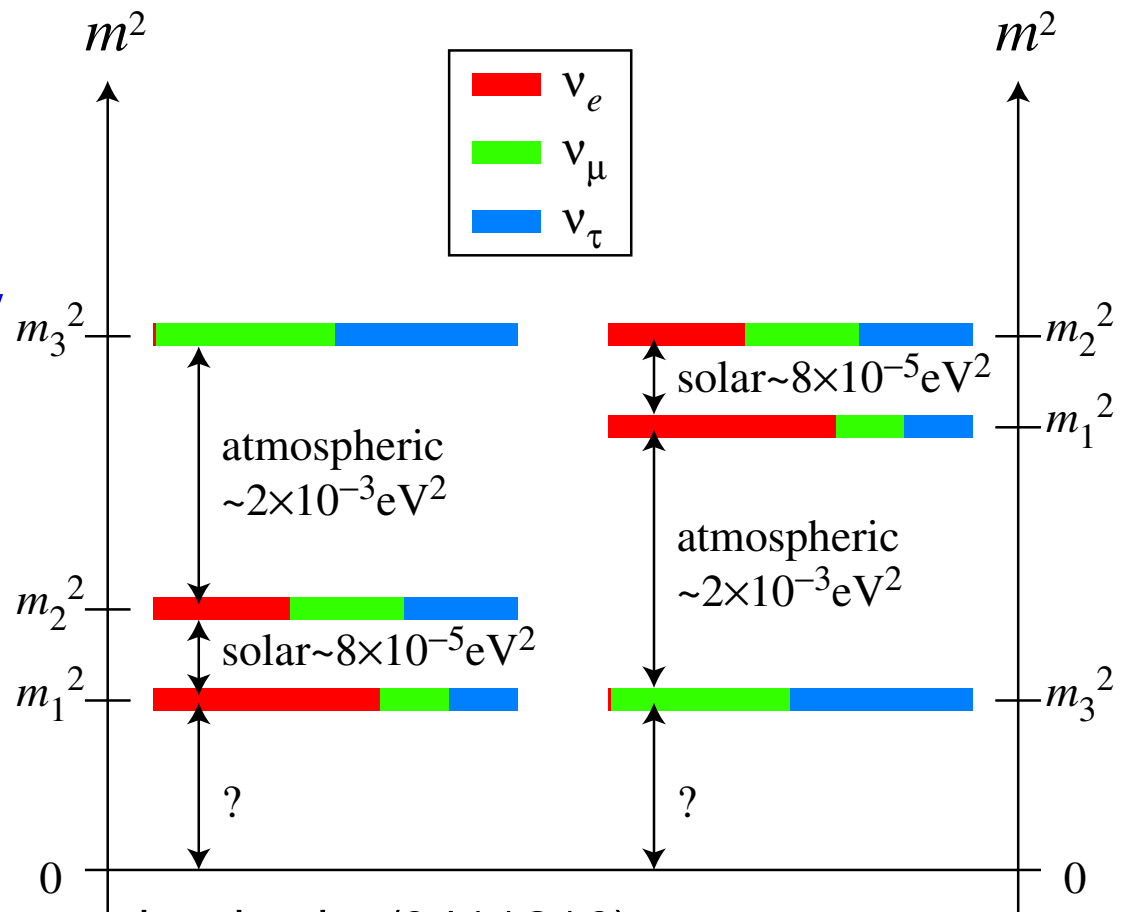 m²
m²
νe
νμ
ντ
m₃²
m₂²
solar~8×10⁻⁵eV²
m₁²
atmospheric
~2×10⁻³eV²
atmospheric
~2×10⁻³eV²
m₂²
solar~8×10⁻⁵eV²
m₁²
m₃²
?
?
0
0